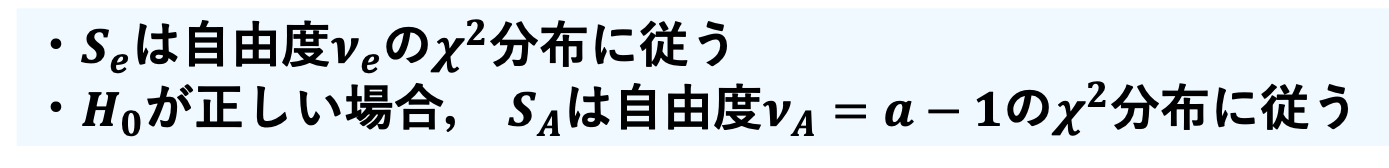 ・Sₑは自由度νₑのχ²分布に従う
・H₀が正しい場合， S_Aは自由度ν_A = a − 1のχ²分布に従う